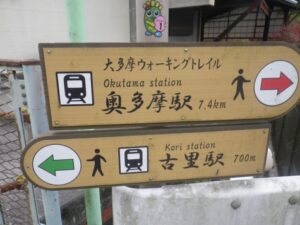 大多摩ウォーキングトレイル
Okutama station
奥多摩駅 7.4km
Kori station
古里駅 700m